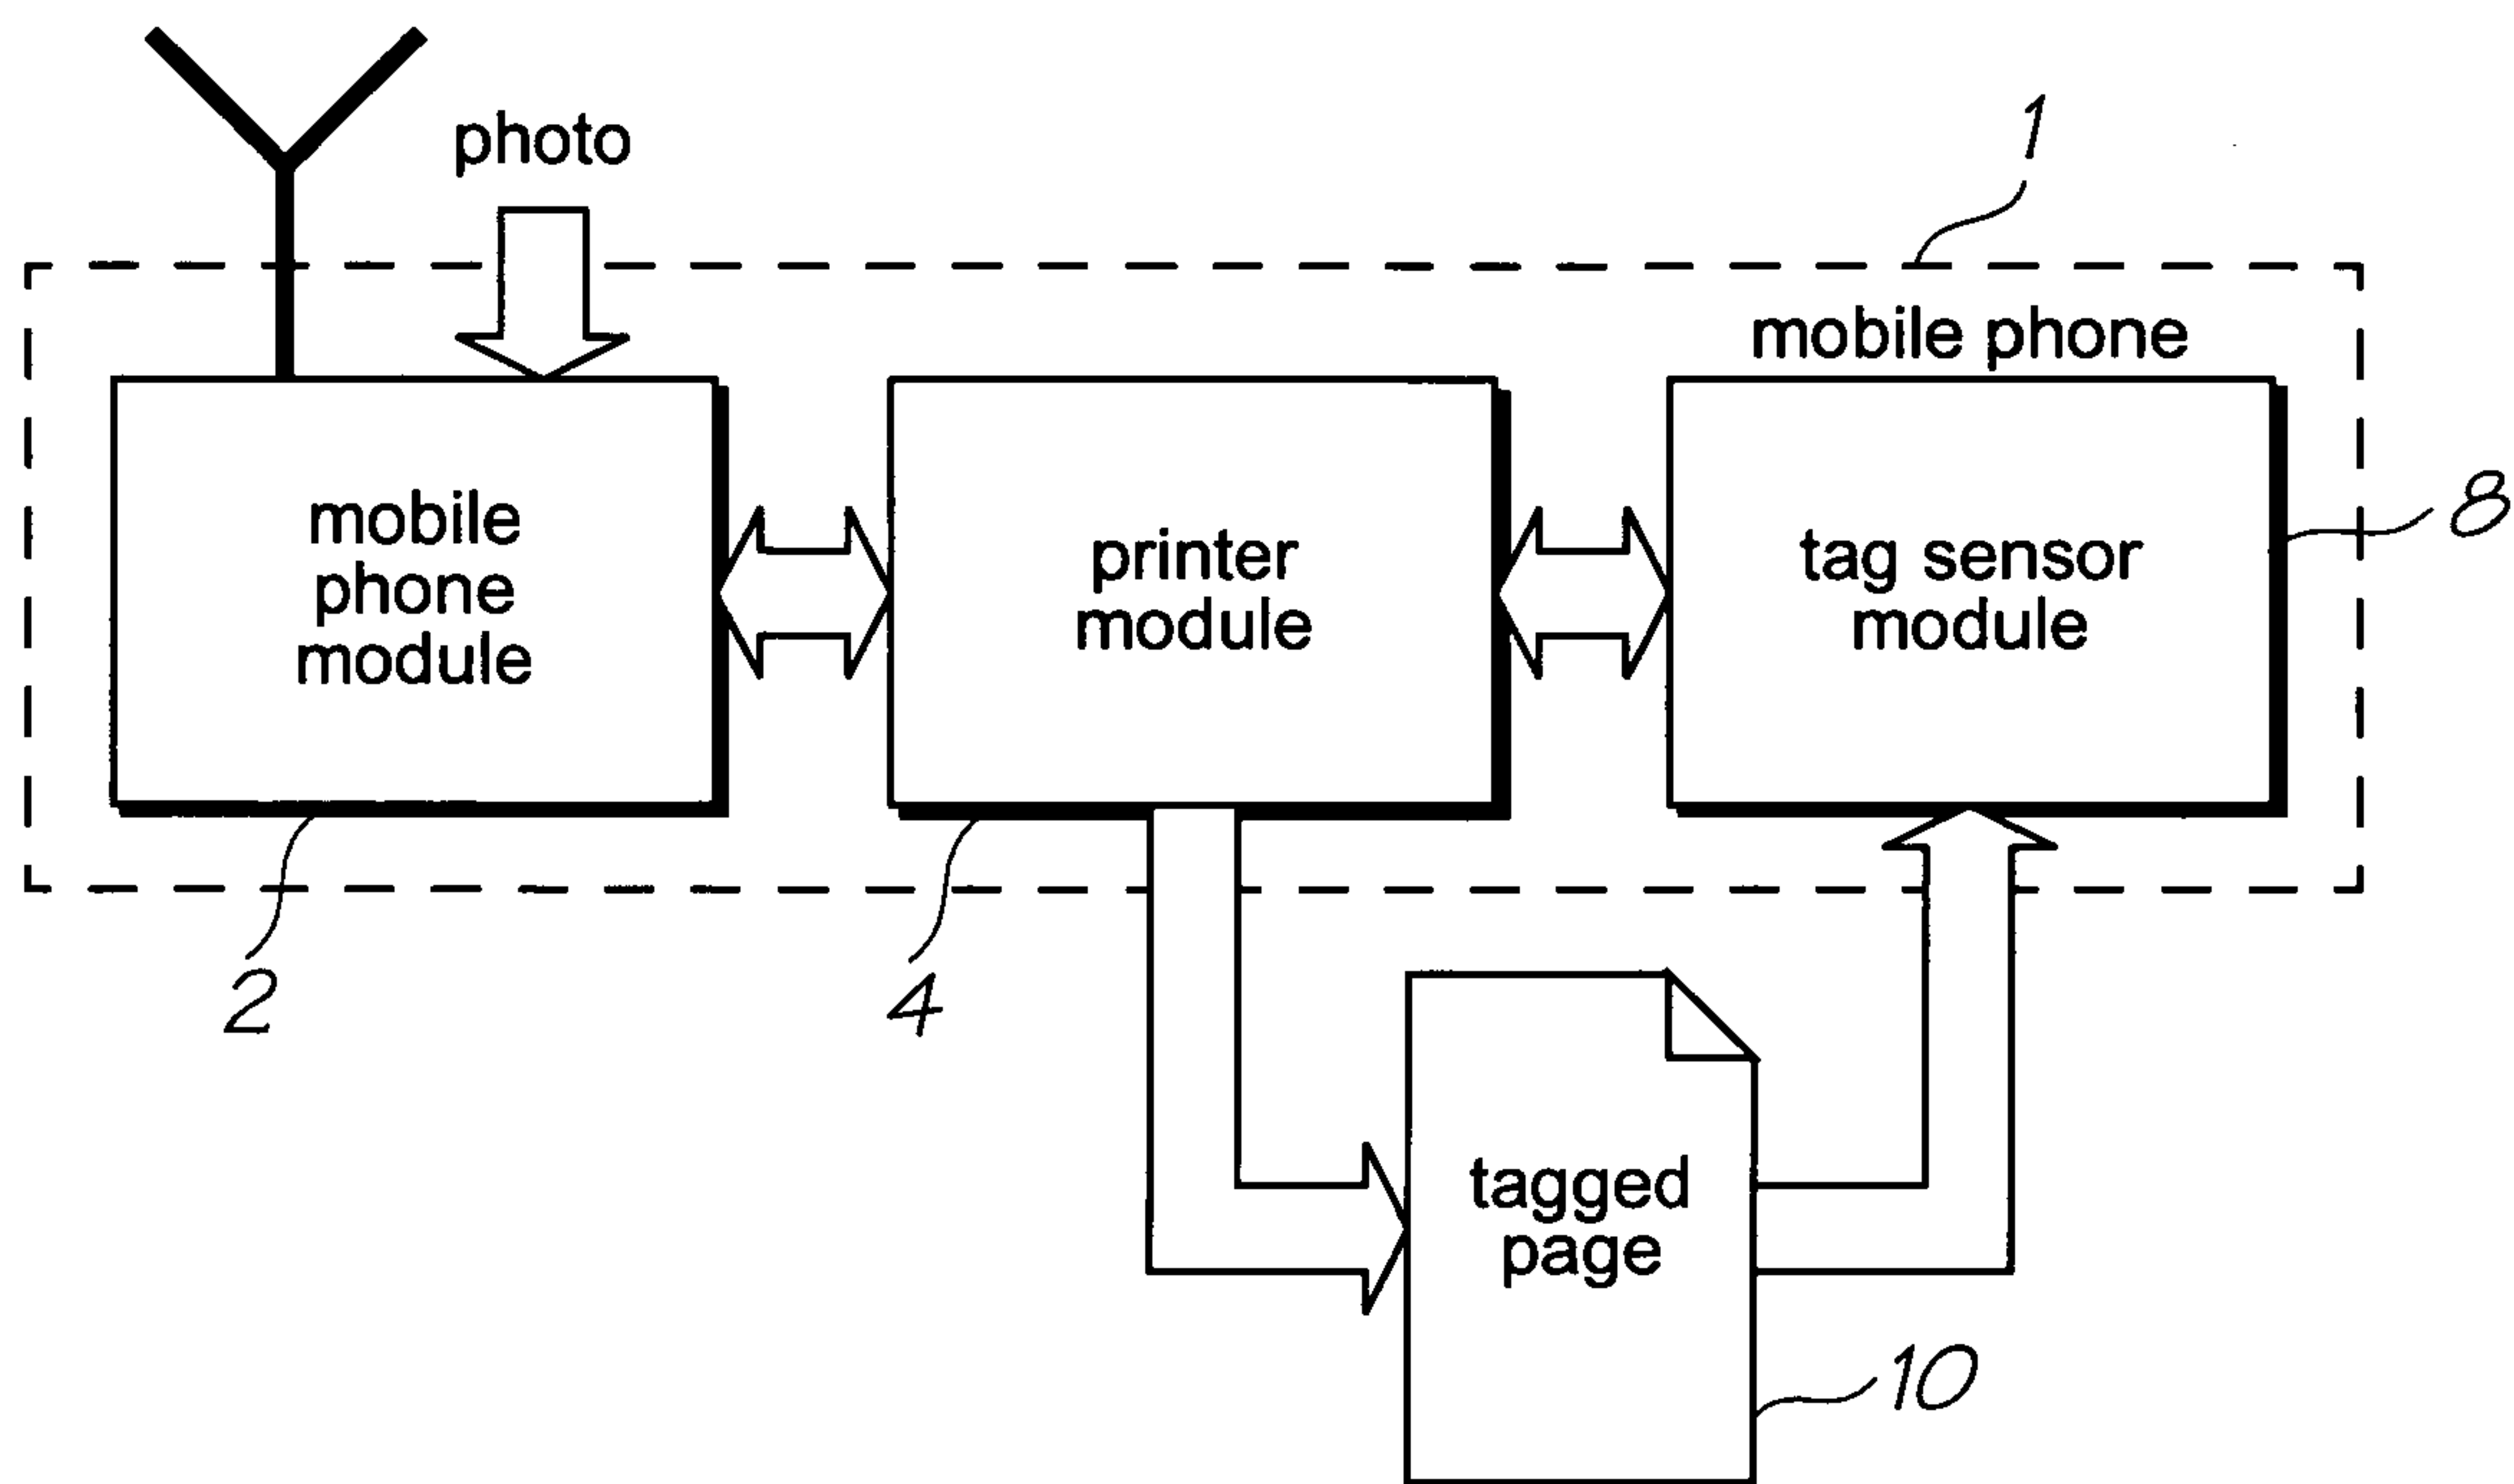 photo
1
mobile phone
mobile
phone
module
printer
module
tag sensor
module
8
2
4
tagged
page
10